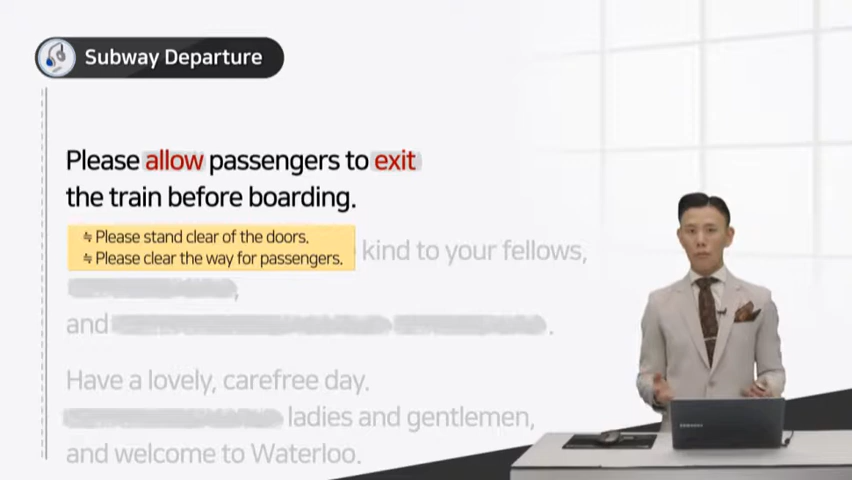 Subway Departure
Please allow passengers to exit
the train before boarding.
≒ Please stand clear of the doors.
≒ Please clear the way for passengers.
kind to your fellows,
,
and .
Have a lovely, carefree day.
ladies and gentlemen,
and welcome to Waterloo.
SAMSUNG